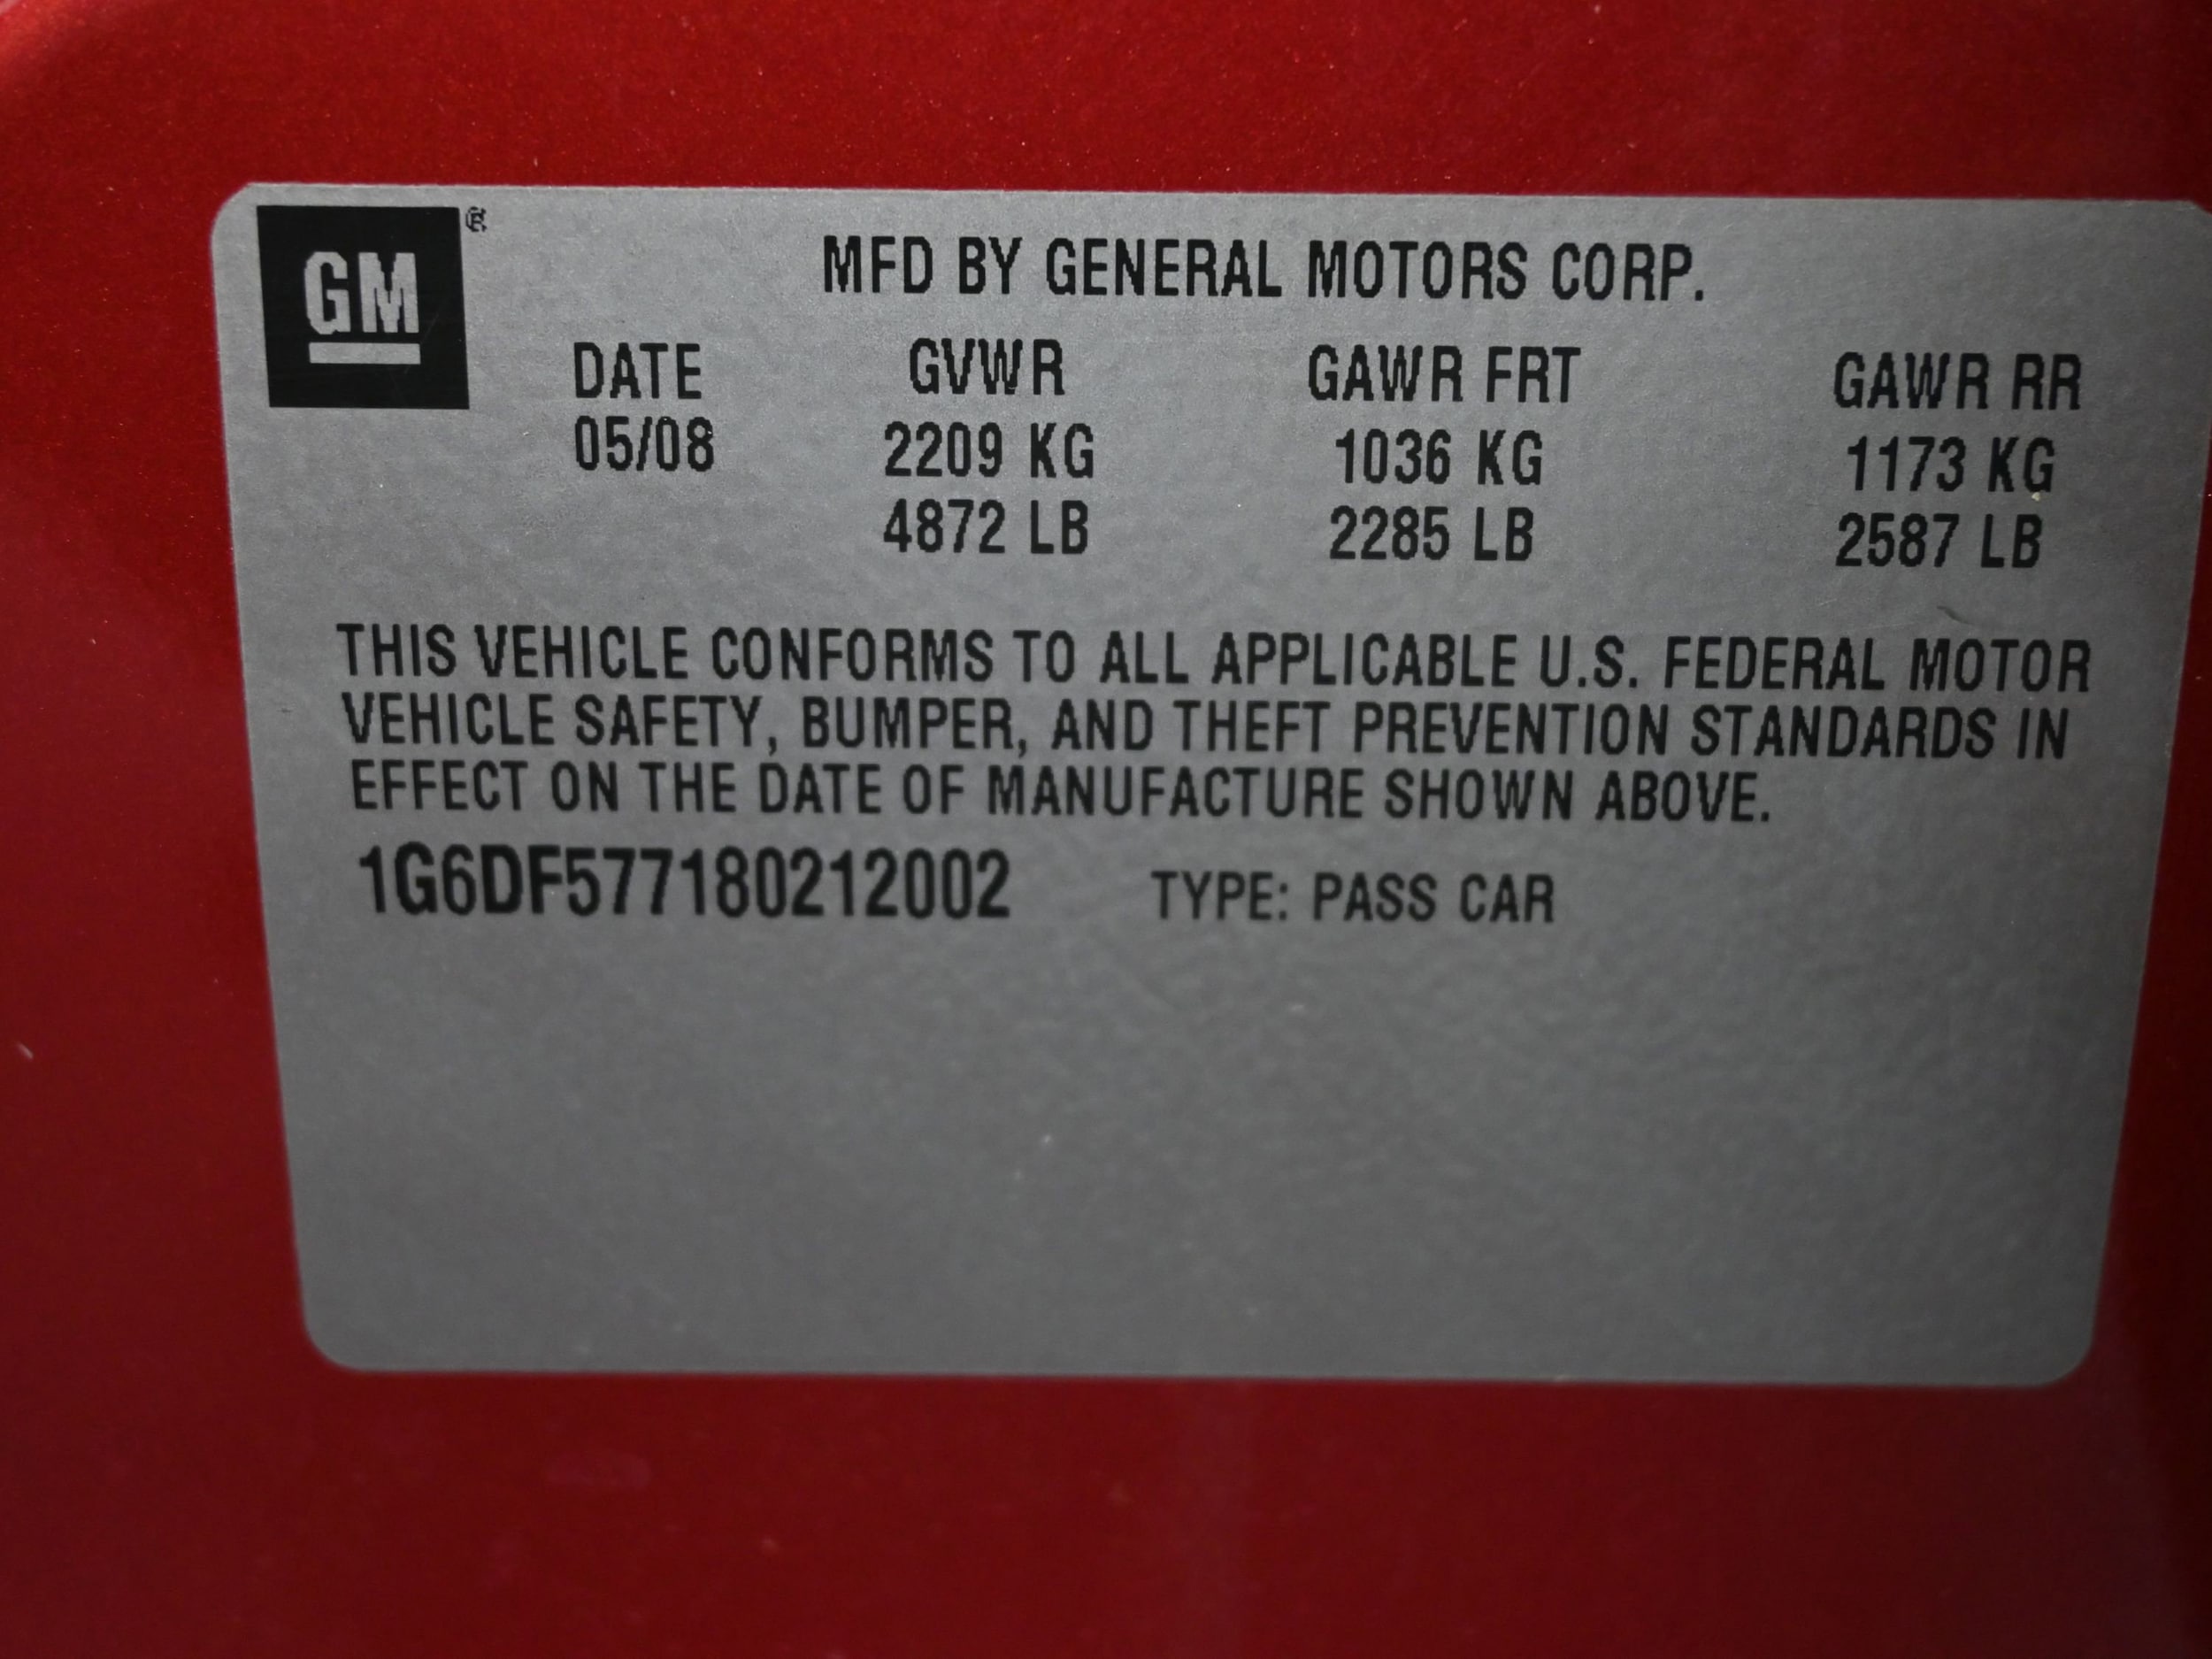 GM ®
MFD BY GENERAL MOTORS CORP.
DATE GVWR GAWR FRT GAWR RR
05/08 2209 KG 1036 KG 1173 KG
4872 LB 2285 LB 2587 LB
THIS VEHICLE CONFORMS TO ALL APPLICABLE U.S. FEDERAL MOTOR
VEHICLE SAFETY, BUMPER, AND THEFT PREVENTION STANDARDS IN
EFFECT ON THE DATE OF MANUFACTURE SHOWN ABOVE.
1G6DF577180212002 TYPE: PASS CAR